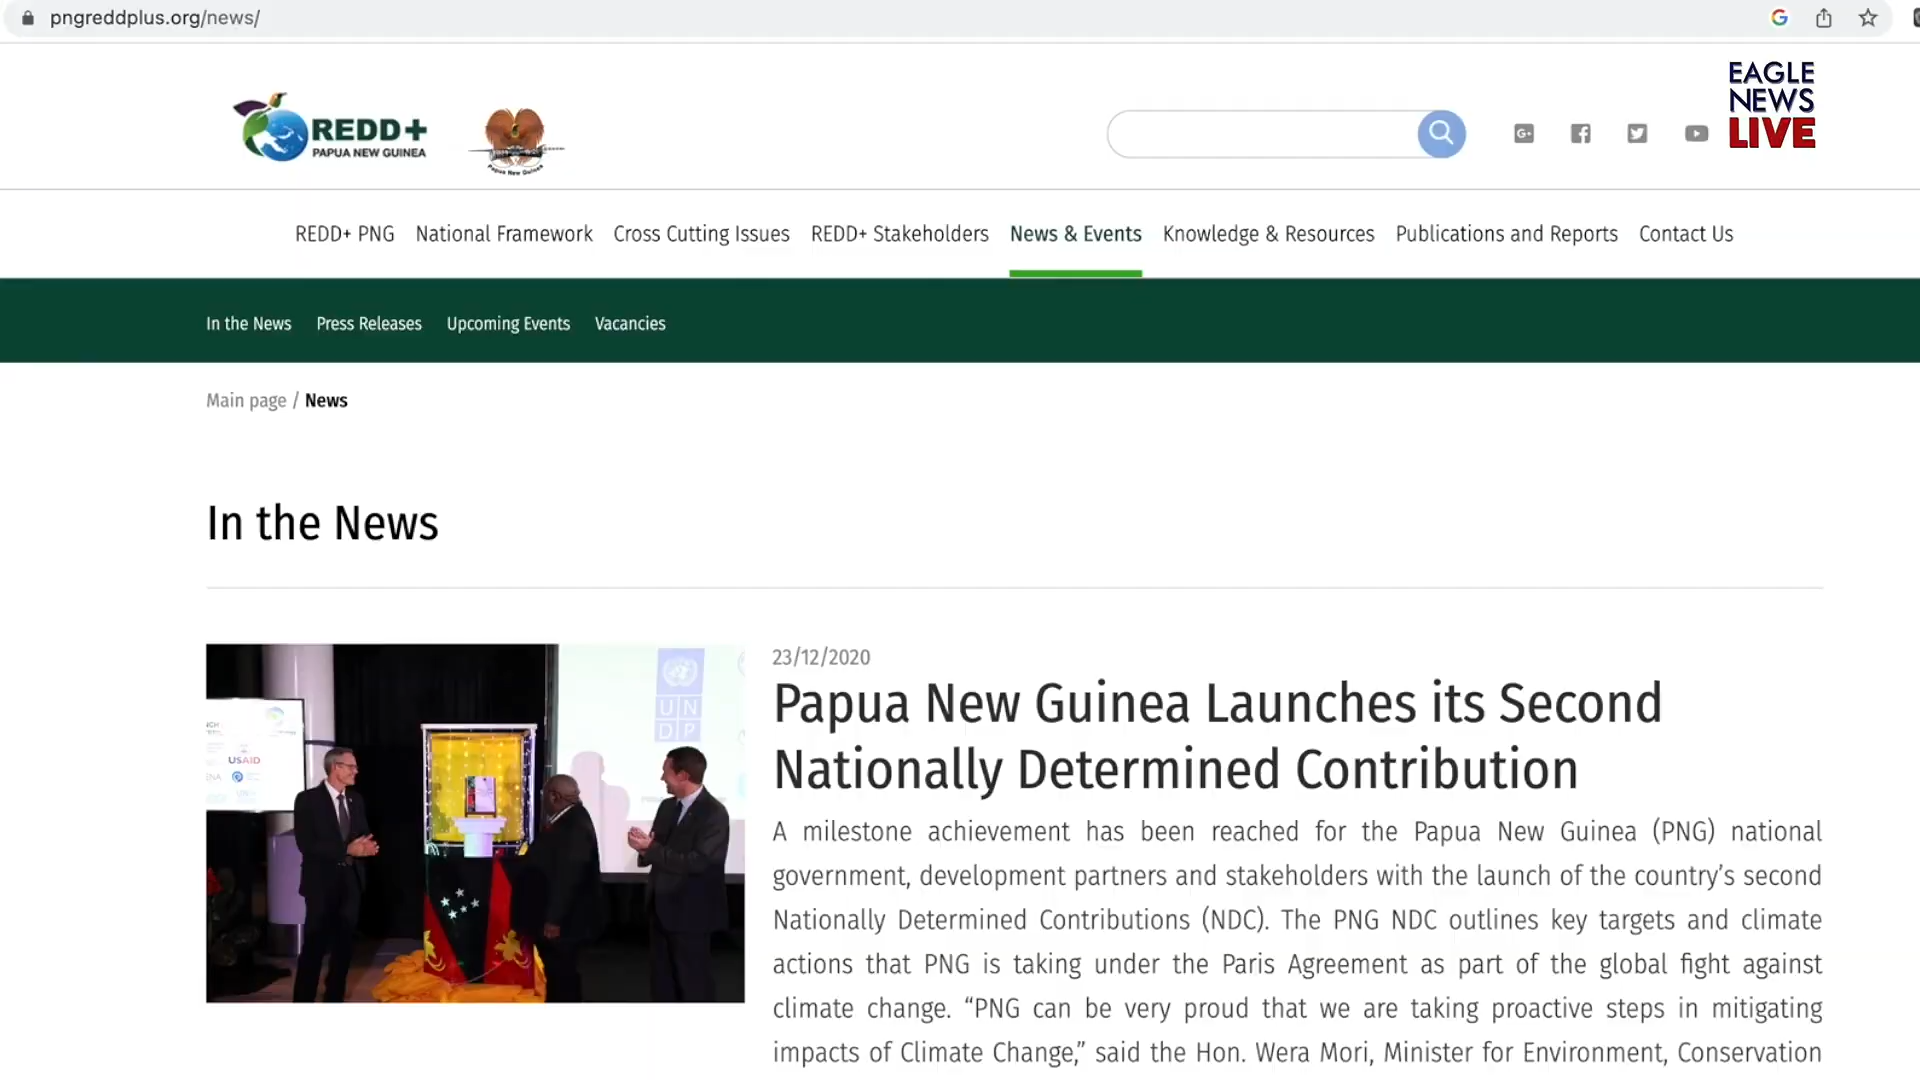 pngreddplus.org/news/
EAGLE
NEWS
LIVE
REDD+
PAPUA NEW GUINEA
Papua New Guinea
REDD+ PNG National Framework Cross Cutting Issues REDD+ Stakeholders News & Events Knowledge & Resources Publications and Reports Contact Us
In the News Press Releases Upcoming Events Vacancies
Main page / News
In the News
USAID
U N
D P
23/12/2020
Papua New Guinea Launches its Second
Nationally Determined Contribution
A milestone achievement has been reached for the Papua New Guinea (PNG) national
government, development partners and stakeholders with the launch of the country’s second
Nationally Determined Contributions (NDC). The PNG NDC outlines key targets and climate
actions that PNG is taking under the Paris Agreement as part of the global fight against
climate change. “PNG can be very proud that we are taking proactive steps in mitigating
impacts of Climate Change,” said the Hon. Wera Mori, Minister for Environment, Conservation